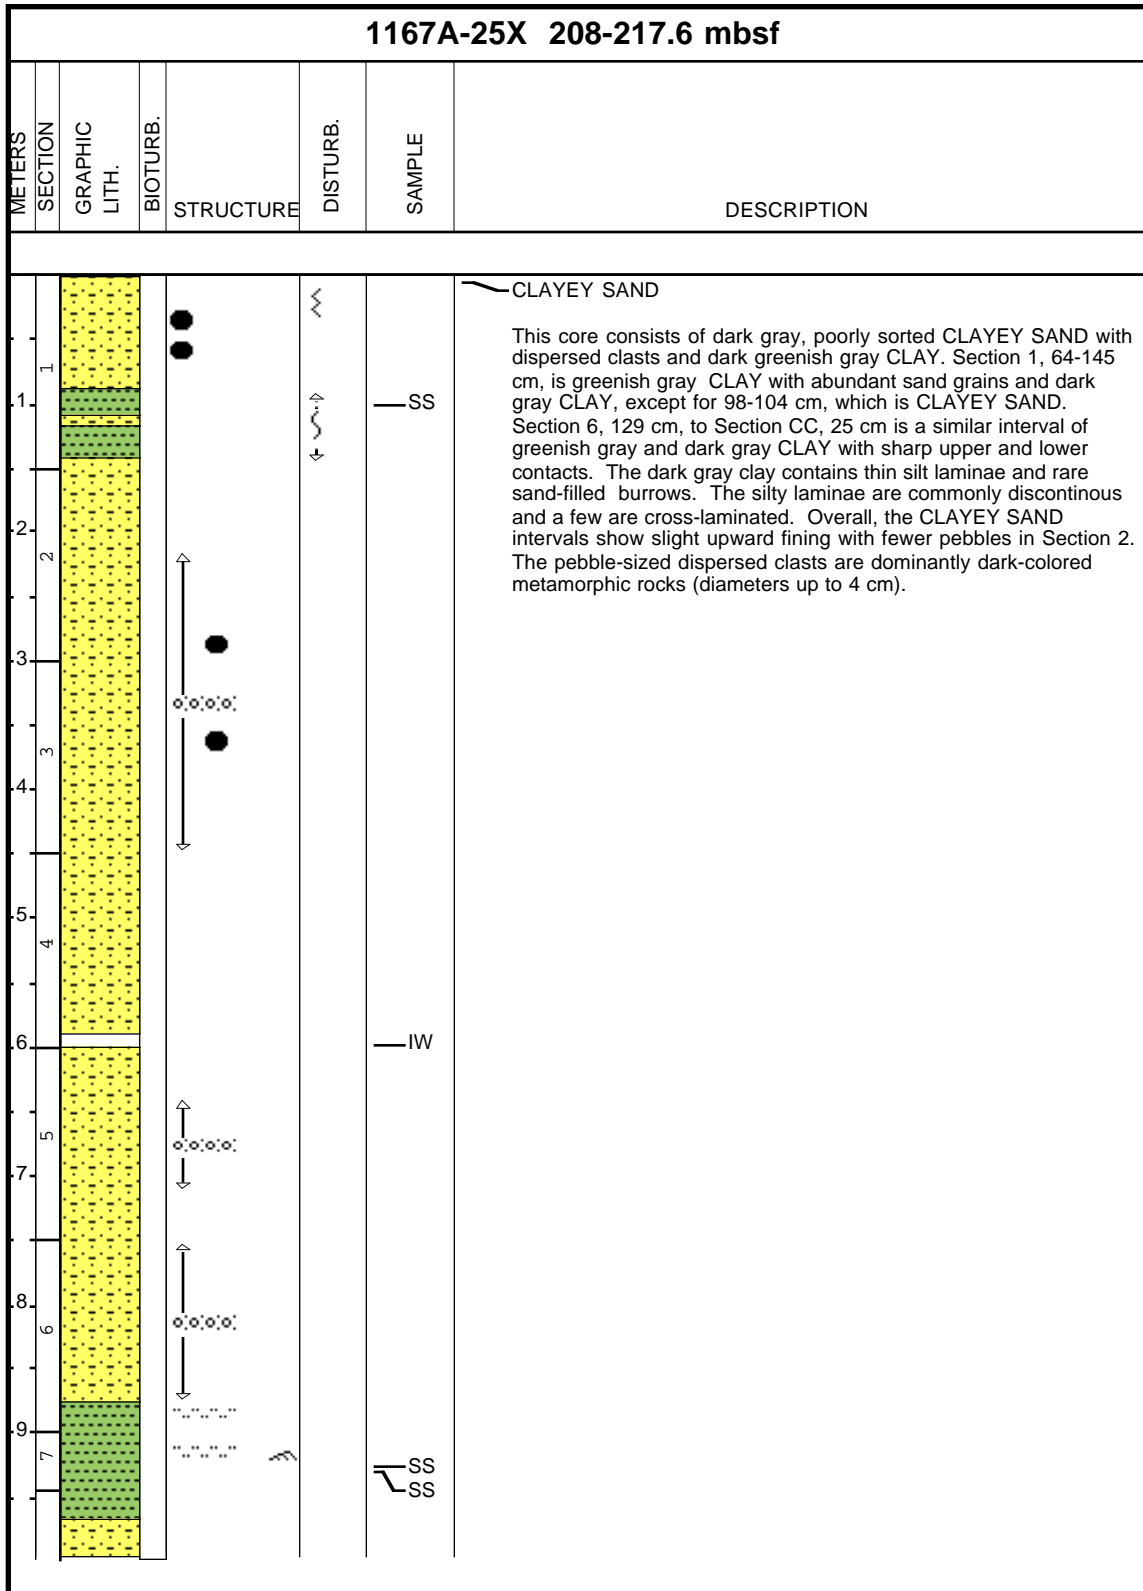 1167A-25X 208-217.6 mbsf
METERS
SECTION
GRAPHIC
LITH.
BIOTURB.
STRUCTURE
DISTURB.
SAMPLE
DESCRIPTION
CLAYEY SAND
This core consists of dark gray, poorly sorted CLAYEY SAND with
dispersed clasts and dark greenish gray CLAY. Section 1, 64-145
cm, is greenish gray CLAY with abundant sand grains and dark
gray CLAY, except for 98-104 cm, which is CLAYEY SAND.
Section 6, 129 cm, to Section CC, 25 cm is a similar interval of
greenish gray and dark gray CLAY with sharp upper and lower
contacts. The dark gray clay contains thin silt laminae and rare
sand-filled burrows. The silty laminae are commonly discontinous
and a few are cross-laminated. Overall, the CLAYEY SAND
intervals show slight upward fining with fewer pebbles in Section 2.
The pebble-sized dispersed clasts are dominantly dark-colored
metamorphic rocks (diameters up to 4 cm).
1
1
SS
2
2
3
3
4
5
4
6
IW
5
7
8
6
9
7
SS
SS